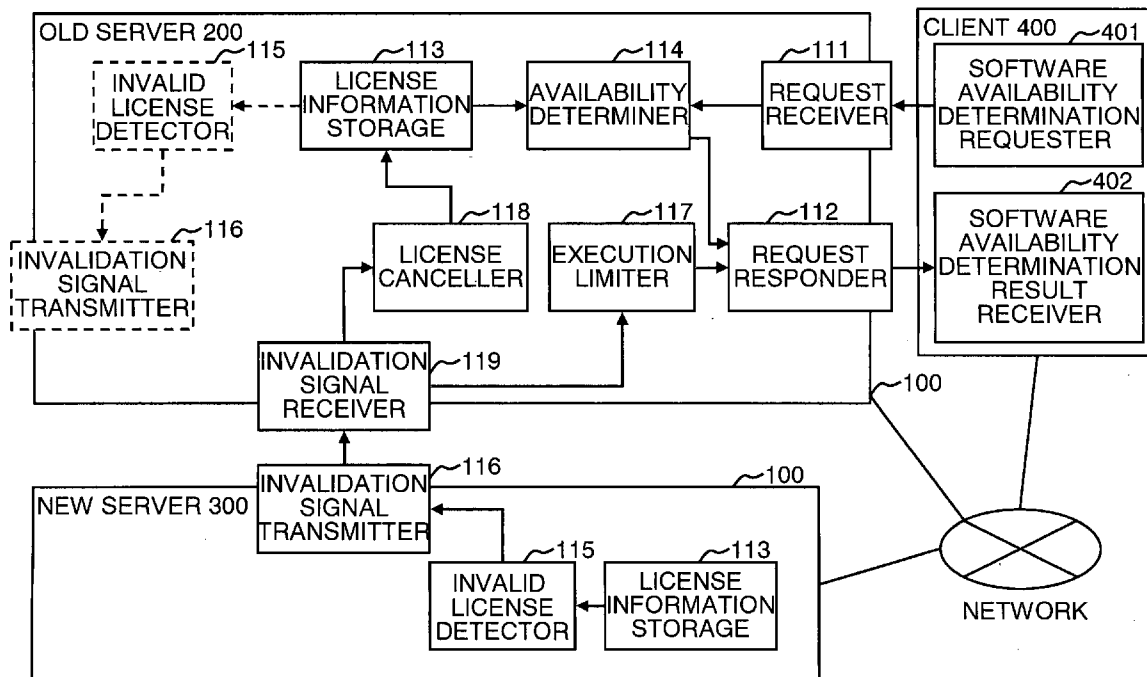 OLD SERVER 200
115
INVALID
LICENSE
DETECTOR
113
LICENSE
INFORMATION
STORAGE
114
AVAILABILITY
DETERMINER
111
REQUEST
RECEIVER
CLIENT 400
401
SOFTWARE
AVAILABILITY
DETERMINATION
REQUESTER
116
INVALIDATION
SIGNAL
TRANSMITTER
118
LICENSE
CANCELLER
117
EXECUTION
LIMITER
112
REQUEST
RESPONDER
402
SOFTWARE
AVAILABILITY
DETERMINATION
RESULT
RECEIVER
119
INVALIDATION
SIGNAL
RECEIVER
100
NEW SERVER 300
116
INVALIDATION
SIGNAL
TRANSMITTER
100
115
INVALID
LICENSE
DETECTOR
113
LICENSE
INFORMATION
STORAGE
NETWORK